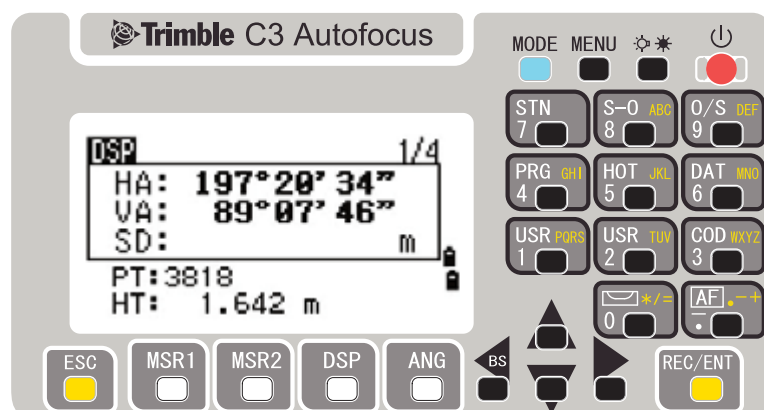 Trimble C3 Autofocus
MODE MENU
STN 7
S-O ABC 8
O/S DEF 9
DSP 1/4
HA: 197°20'34"
VA: 89°07'46"
SD: m
PT:3818
HT: 1.642 m
PRG GHI 4
HOT JKL 5
DAT MNO 6
USR PQRS 1
USR TUV 2
COD WXYZ 3
*/= 0
AF .-+
- .
ESC
MSR1
MSR2
DSP
ANG
BS
REC/ENT